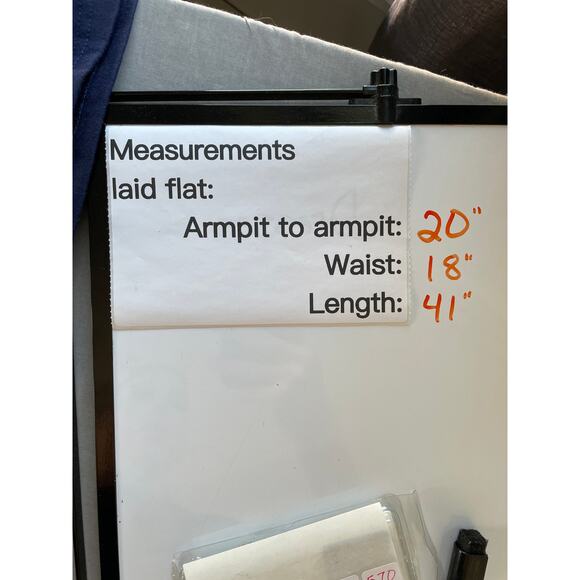 Measurements
laid flat:
Armpit to armpit: 20"
Waist: 18"
Length: 41"